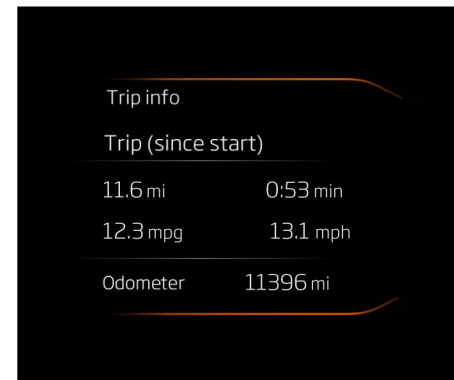 Trip info
Trip (since start)
11.6 mi 0:53 min
12.3 mpg 13.1 mph
Odometer 11396 mi